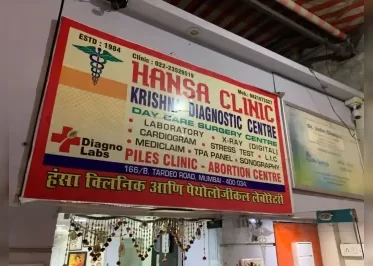 ESTD : 1984
Clinic : 022-23520519
HANSA CLINIC
KRISHNA DIAGNOSTIC CENTRE
DAY CARE SURGERY CENTRE
• LABORATORY • X-RAY (DIGITAL)
• CARDIOGRAM • STRESS TEST • L.I.C.
• MEDICLAIM • TPA PANEL • SONOGRAPHY
Diagno
Labs
PILES CLINIC - ABORTION CENTRE
166/B, TARDEO ROAD, MUMBAI - 400 034.
हंसा क्लिनिक आणि पॅथोलॉजीकल लॅबोरेटरी